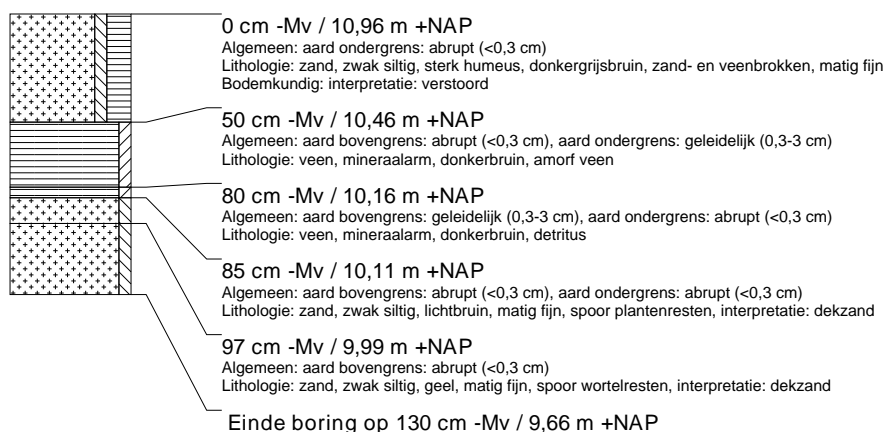 0 cm -Mv / 10,96 m +NAP
Algemeen: aard ondergrens: abrupt (<0,3 cm)
Lithologie: zand, zwak siltig, sterk humeus, donkergrijsbruin, zand- en veenbrokken, matig fijn
Bodemkundig: interpretatie: verstoord
50 cm -Mv / 10,46 m +NAP
Algemeen: aard bovengrens: abrupt (<0,3 cm), aard ondergrens: geleidelijk (0,3-3 cm)
Lithologie: veen, mineraalarm, donkerbruin, amorf veen
80 cm -Mv / 10,16 m +NAP
Algemeen: aard bovengrens: geleidelijk (0,3-3 cm), aard ondergrens: abrupt (<0,3 cm)
Lithologie: veen, mineraalarm, donkerbruin, detritus
85 cm -Mv / 10,11 m +NAP
Algemeen: aard bovengrens: abrupt (<0,3 cm), aard ondergrens: abrupt (<0,3 cm)
Lithologie: zand, zwak siltig, lichtbruin, matig fijn, spoor plantenresten, interpretatie: dekzand
97 cm -Mv / 9,99 m +NAP
Algemeen: aard bovengrens: abrupt (<0,3 cm)
Lithologie: zand, zwak siltig, geel, matig fijn, spoor wortelresten, interpretatie: dekzand
Einde boring op 130 cm -Mv / 9,66 m +NAP